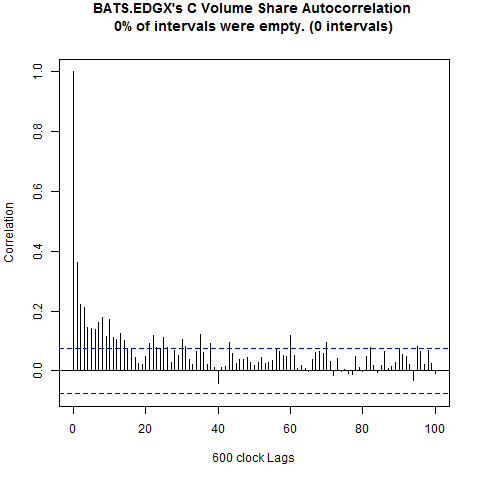 BATS.EDGX's C Volume Share Autocorrelation
0% of intervals were empty. (0 intervals)
Correlation
1.0
0.8
0.6
0.4
0.2
0.0
0 20 40 60 80 100
600 clock Lags